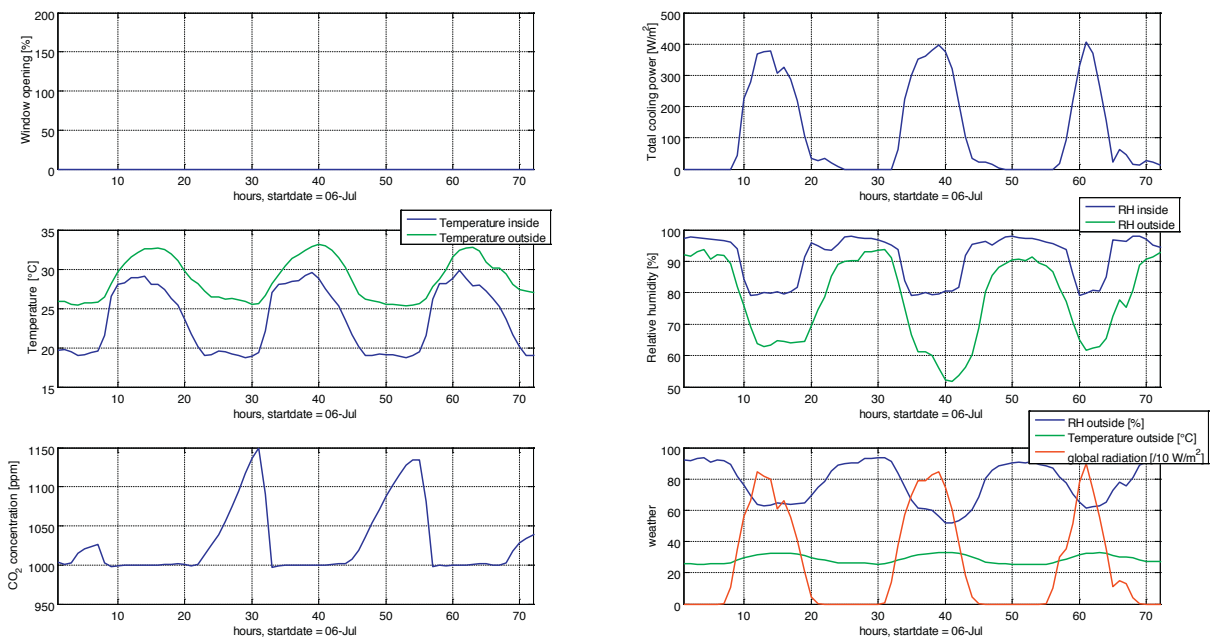 Window opening [%]
200
150
100
50
0
10 20 30 40 50 60 70
hours, startdate = 06-Jul
Total cooling power [W/m²]
500
400
300
200
100
0
10 20 30 40 50 60 70
hours, startdate = 06-Jul
Temperature inside
Temperature outside
Temperature [°C]
35
30
25
20
15
10 20 30 40 50 60 70
hours, startdate = 06-Jul
RH inside
RH outside
Relative humidity [%]
100
90
80
70
60
50
10 20 30 40 50 60 70
hours, startdate = 06-Jul
CO₂ concentration [ppm]
1150
1100
1050
1000
950
10 20 30 40 50 60 70
hours, startdate = 06-Jul
RH outside [%]
Temperature outside [°C]
global radiation [/10 W/m²]
weather
100
80
60
40
20
0
10 20 30 40 50 60 70
hours, startdate = 06-Jul